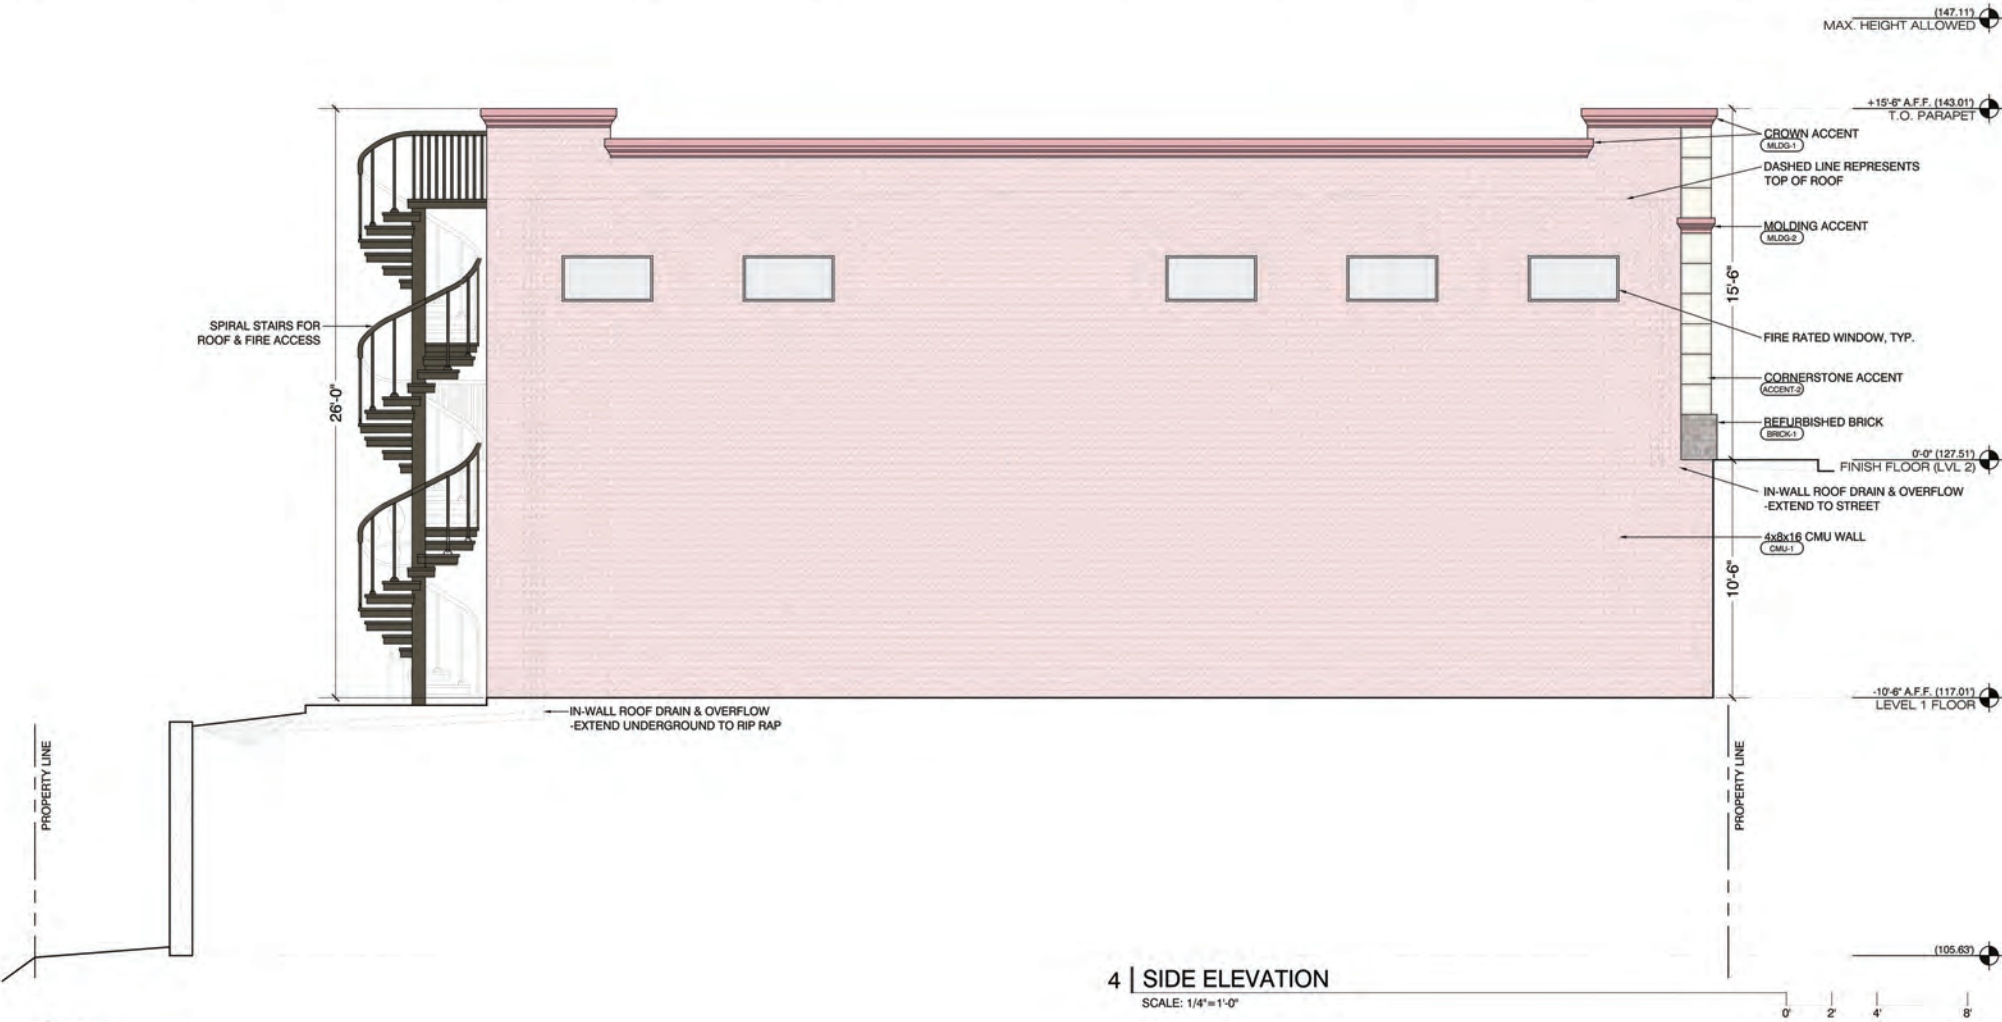 (147.11')
MAX. HEIGHT ALLOWED
+15'-6" A.F.F. (143.01')
T.O. PARAPET
CROWN ACCENT
MLDG-1
DASHED LINE REPRESENTS
TOP OF ROOF
MOLDING ACCENT
MLDG-2
15'-6"
SPIRAL STAIRS FOR
ROOF & FIRE ACCESS
26'-0"
FIRE RATED WINDOW, TYP.
CORNERSTONE ACCENT
ACCENT-2
REFURBISHED BRICK
BRICK-1
0'-0" (127.51')
FINISH FLOOR (LVL 2)
IN-WALL ROOF DRAIN & OVERFLOW
-EXTEND TO STREET
4x8x16 CMU WALL
CMU-1
10'-6"
-10'-6" A.F.F. (117.01')
LEVEL 1 FLOOR
IN-WALL ROOF DRAIN & OVERFLOW
-EXTEND UNDERGROUND TO RIP RAP
PROPERTY LINE
PROPERTY LINE
(105.63')
4 | SIDE ELEVATION
SCALE: 1/4"=1'-0"
0' 2' 4' 8'